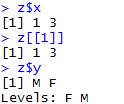 > z$x
[1] 1 3
> z[[1]]
[1] 1 3
> z$y
[1] M F
Levels: F M